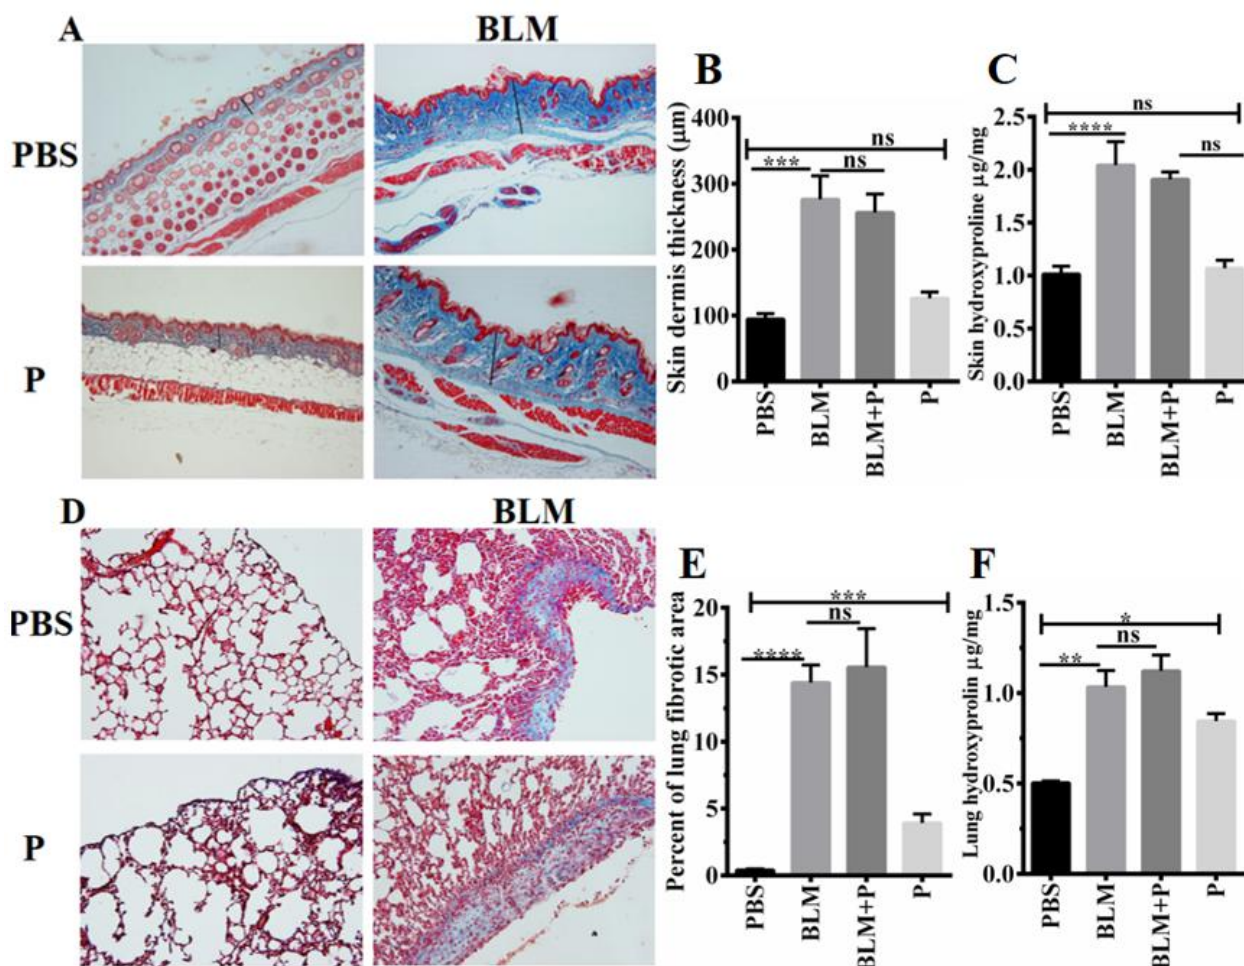 A
BLM
PBS
P
B
Skin dermis thickness (μm)
400
300
200
100
0
ns
***
ns
PBS
BLM
BLM+P
P
C
Skin hydroxyproline μg/mg
2.5
2.0
1.5
1.0
0.5
0.0
ns
****
ns
PBS
BLM
BLM+P
P
D
BLM
PBS
P
E
Percent of lung fibrotic area
20
15
10
5
0
***
ns
****
PBS
BLM
BLM+P
P
F
Lung hydroxyprolin μg/mg
1.5
1.0
0.5
0.0
*
ns
**
PBS
BLM
BLM+P
P